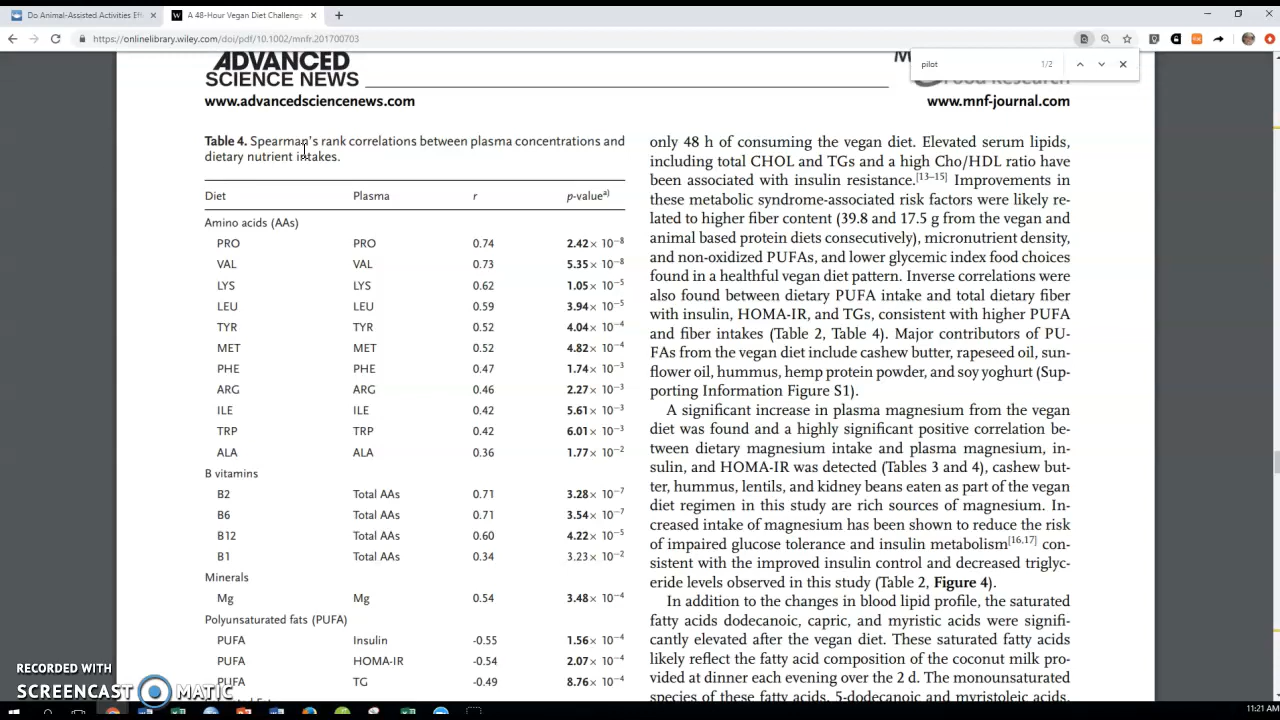 Do Animal-Assisted Activities Eff
A 48-Hour Vegan Diet Challenge
https://onlinelibrary.wiley.com/doi/pdf/10.1002/mnfr.201700703
pilot 1/2
ADVANCED
SCIENCE NEWS
www.advancedsciencenews.com
Food Research
www.mnf-journal.com
Table 4. Spearman's rank correlations between plasma concentrations and
dietary nutrient intakes.
Diet Plasma r p-value a)
Amino acids (AAs)
PRO PRO 0.74 2.42× 10⁻⁸
VAL VAL 0.73 5.35× 10⁻⁸
LYS LYS 0.62 1.05× 10⁻⁵
LEU LEU 0.59 3.94× 10⁻⁵
TYR TYR 0.52 4.04× 10⁻⁴
MET MET 0.52 4.82× 10⁻⁴
PHE PHE 0.47 1.74× 10⁻³
ARG ARG 0.46 2.27× 10⁻³
ILE ILE 0.42 5.61× 10⁻³
TRP TRP 0.42 6.01× 10⁻³
ALA ALA 0.36 1.77× 10⁻²
B vitamins
B2 Total AAs 0.71 3.28× 10⁻⁷
B6 Total AAs 0.71 3.54× 10⁻⁷
B12 Total AAs 0.60 4.22× 10⁻⁵
B1 Total AAs 0.34 3.23× 10⁻²
Minerals
Mg Mg 0.54 3.48× 10⁻⁴
Polyunsaturated fats (PUFA)
PUFA Insulin -0.55 1.56× 10⁻⁴
PUFA HOMA-IR -0.54 2.07× 10⁻⁴
PUFA TG -0.49 8.76× 10⁻⁴
only 48 h of consuming the vegan diet. Elevated serum lipids,
including total CHOL and TGs and a high Cho/HDL ratio have
been associated with insulin resistance.[13–15] Improvements in
these metabolic syndrome-associated risk factors were likely re-
lated to higher fiber content (39.8 and 17.5 g from the vegan and
animal based protein diets consecutively), micronutrient density,
and non-oxidized PUFAs, and lower glycemic index food choices
found in a healthful vegan diet pattern. Inverse correlations were
also found between dietary PUFA intake and total dietary fiber
with insulin, HOMA-IR, and TGs, consistent with higher PUFA
and fiber intakes (Table 2, Table 4). Major contributors of PU-
FAs from the vegan diet include cashew butter, rapeseed oil, sun-
flower oil, hummus, hemp protein powder, and soy yoghurt (Sup-
porting Information Figure S1).
A significant increase in plasma magnesium from the vegan
diet was found and a highly significant positive correlation be-
tween dietary magnesium intake and plasma magnesium, in-
sulin, and HOMA-IR was detected (Tables 3 and 4), cashew but-
ter, hummus, lentils, and kidney beans eaten as part of the vegan
diet regimen in this study are rich sources of magnesium. In-
creased intake of magnesium has been shown to reduce the risk
of impaired glucose tolerance and insulin metabolism[16,17] con-
sistent with the improved insulin control and decreased triglyc-
eride levels observed in this study (Table 2, Figure 4).
In addition to the changes in blood lipid profile, the saturated
fatty acids dodecanoic, capric, and myristic acids were signifi-
cantly elevated after the vegan diet. These saturated fatty acids
likely reflect the fatty acid composition of the coconut milk pro-
vided at dinner each evening over the 2 d. The monounsaturated
species of these fatty acids, 5-dodecanoic and myristoleic acids,
RECORDED WITH
SCREENCAST MATIC
11:21 AM